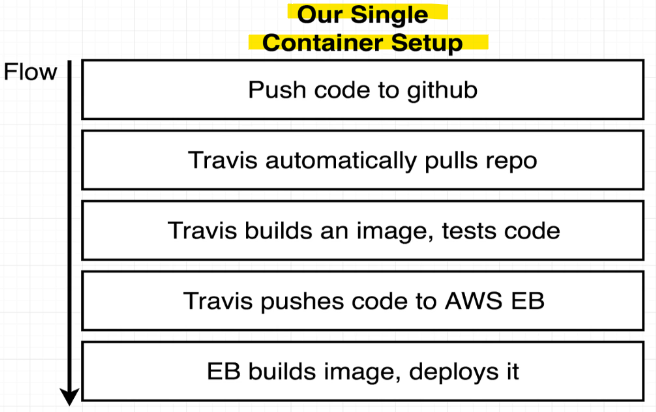 Our Single
Container Setup
Flow
Push code to github
Travis automatically pulls repo
Travis builds an image, tests code
Travis pushes code to AWS EB
EB builds image, deploys it